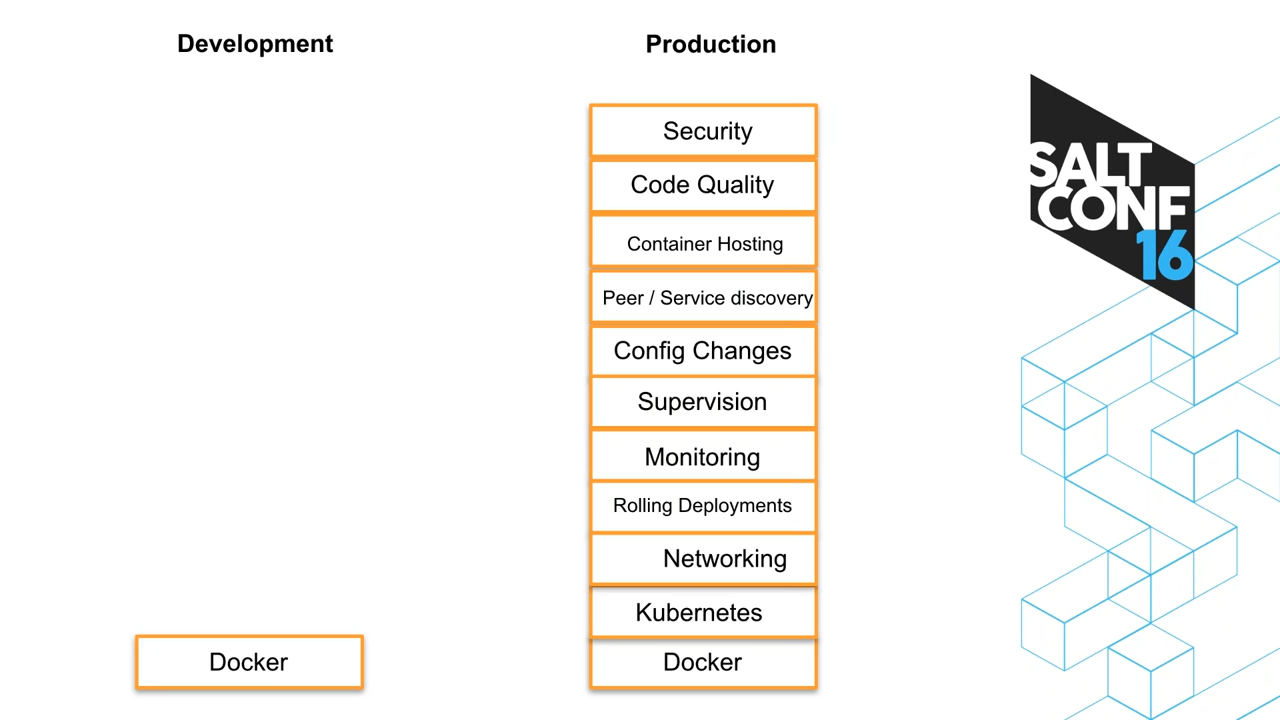 Development
Production
Security
Code Quality
Container Hosting
Peer / Service discovery
Config Changes
Supervision
Monitoring
Rolling Deployments
Networking
Kubernetes
Docker
Docker
SALT
CONF
16